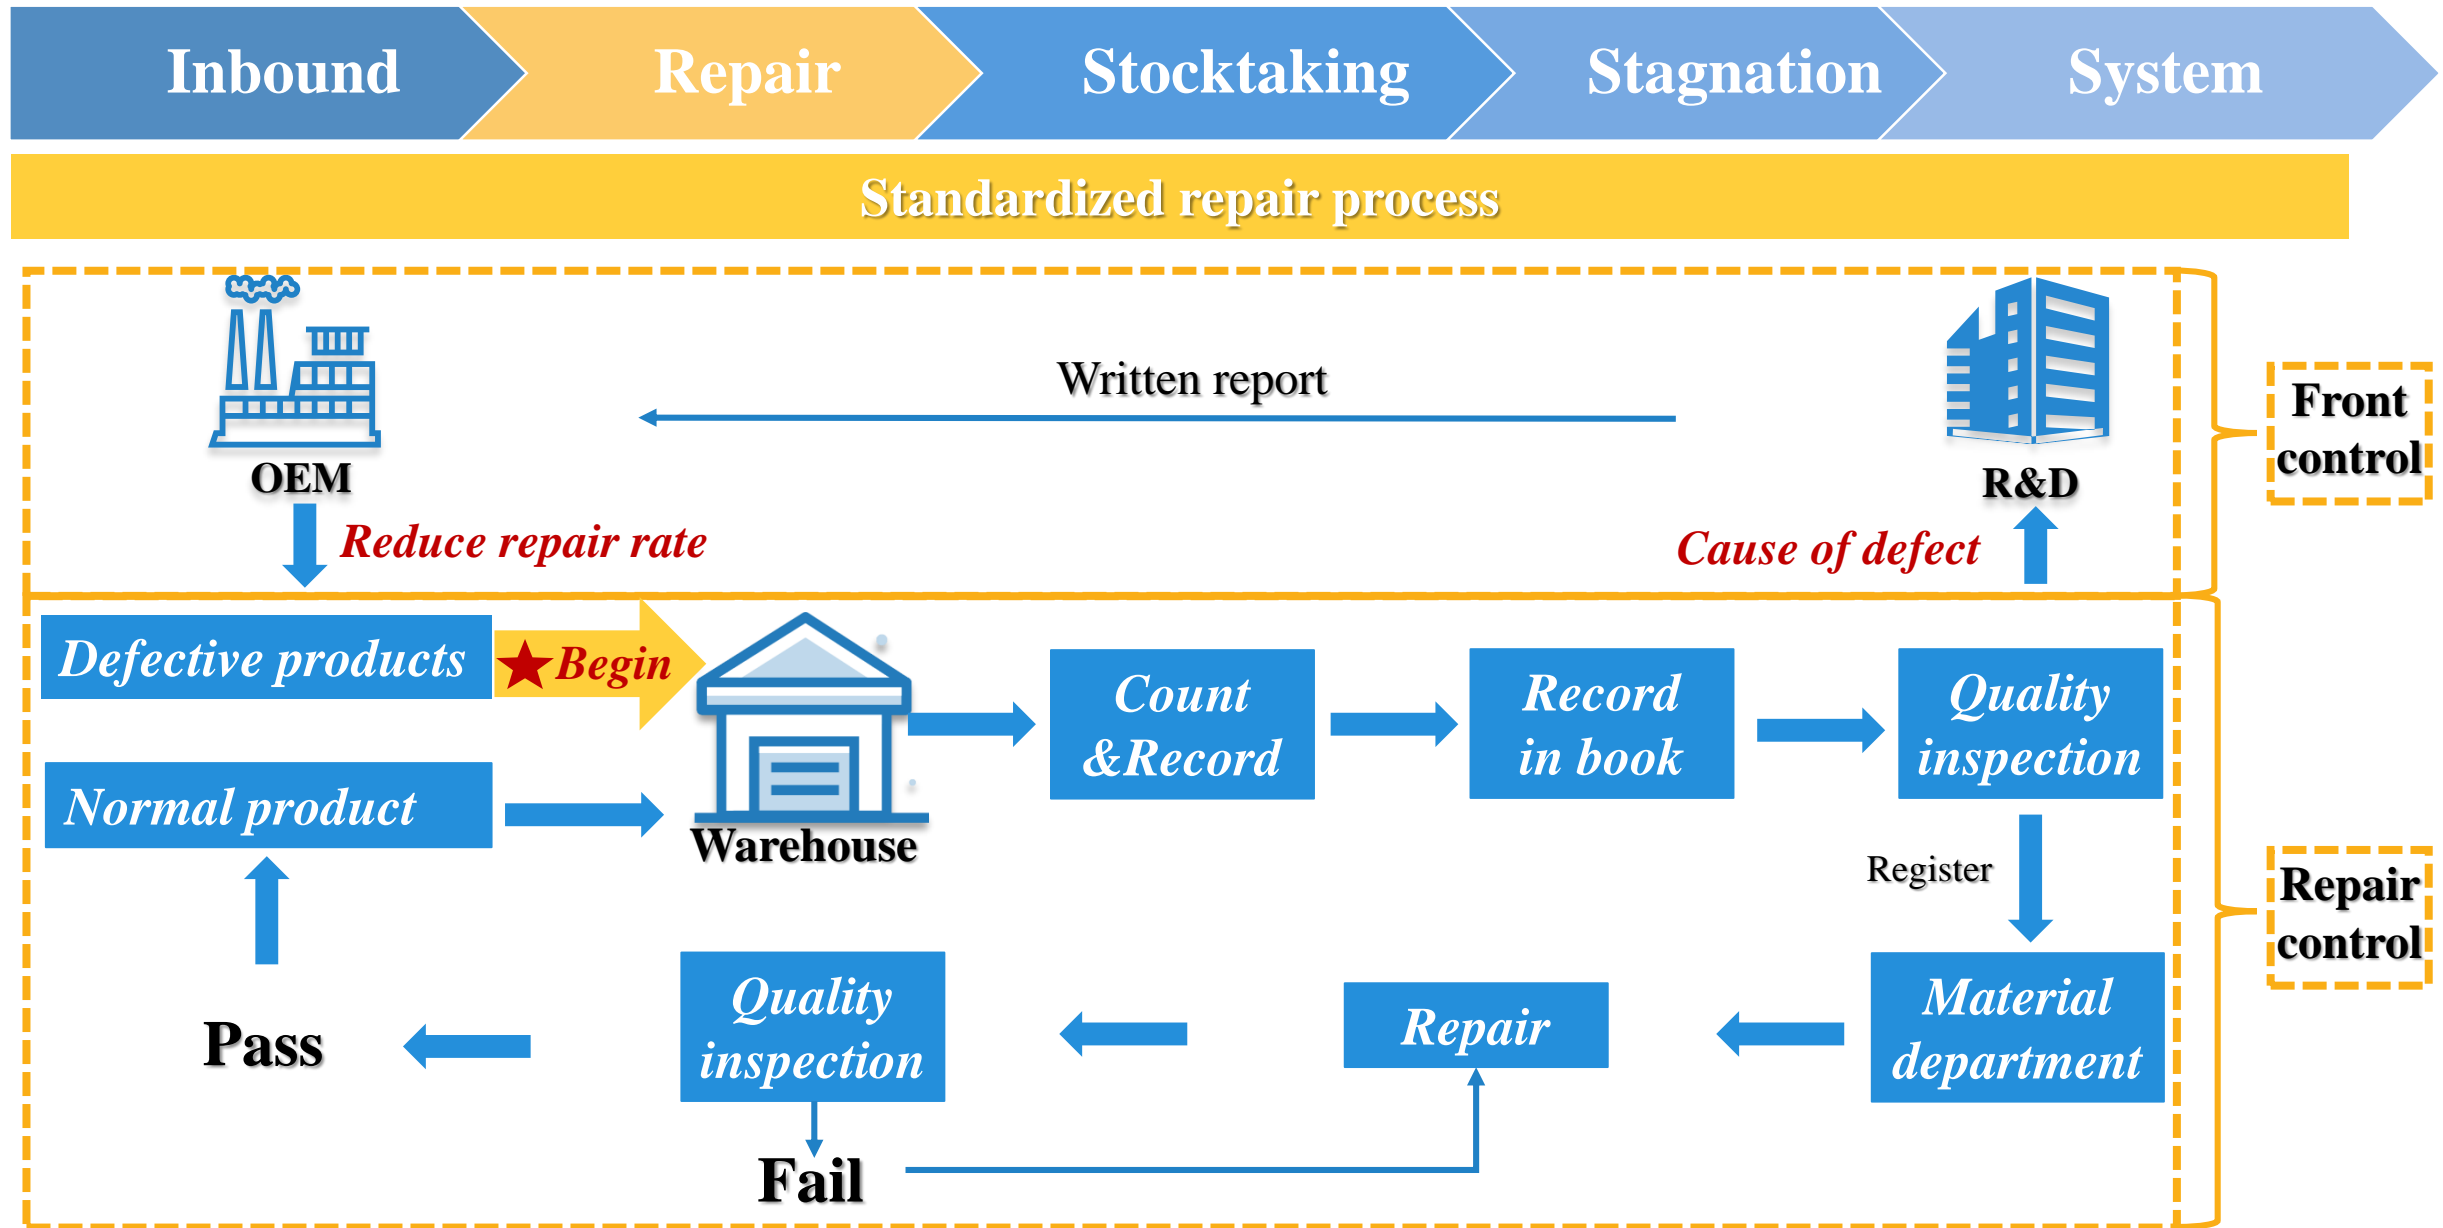 Inbound
Repair
Stocktaking
Stagnation
System
Standardized repair process
Written report
OEM
R&D
Front
control
Reduce repair rate
Cause of defect
Defective products
Begin
Count
&Record
Record
in book
Quality
inspection
Normal product
Warehouse
Register
Repair
control
Quality
inspection
Repair
Material
department
Pass
Fail